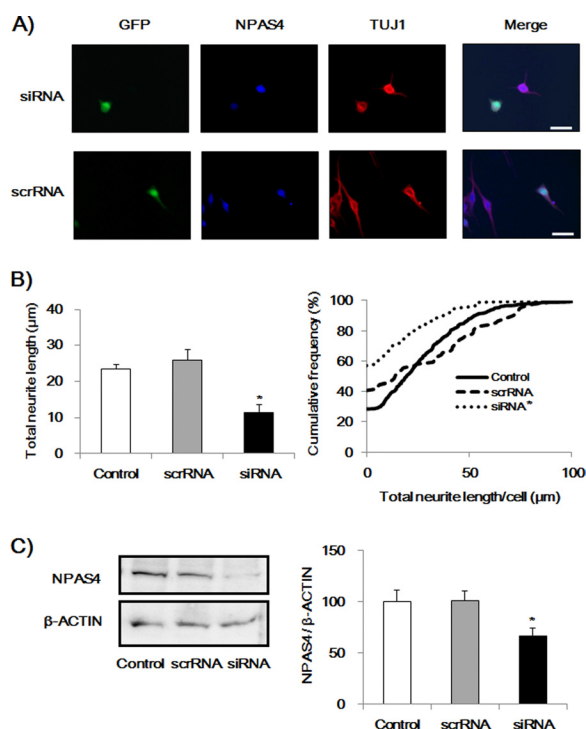 A)
GFP NPAS4 TUJ1 Merge
siRNA
scrRNA
B)
Total neurite length (µm)
40
30
20
10
0
*
Control scrRNA siRNA
Cumulative frequency (%)
100
80
60
40
20
0
Control
scrRNA
siRNA*
0 50 100
Total neurite length/cell (µm)
C)
NPAS4
β-ACTIN
Control scrRNA siRNA
NPAS4/ β-ACTIN
150
100
50
0
*
Control scrRNA siRNA